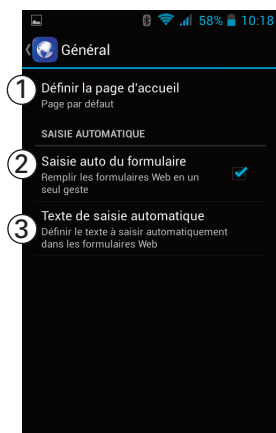 58% 10:18
Général
1 Définir la page d'accueil
Page par défaut
SAISIE AUTOMATIQUE
2 Saisie auto du formulaire
Remplir les formulaires Web en un
seul geste
3 Texte de saisie automatique
Définir le texte à saisir automatiquement
dans les formulaires Web